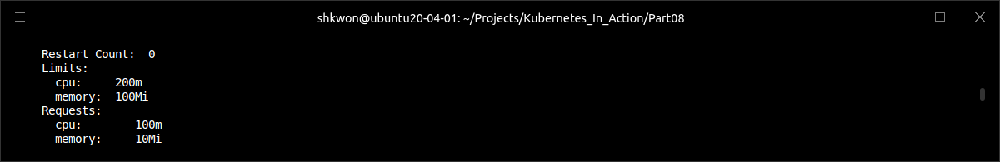 shkwon@ubuntu20-04-01: ~/Projects/Kubernetes_In_Action/Part08
Restart Count:  0
Limits:
  cpu:     200m
  memory:  100Mi
Requests:
  cpu:        100m
  memory:     10Mi